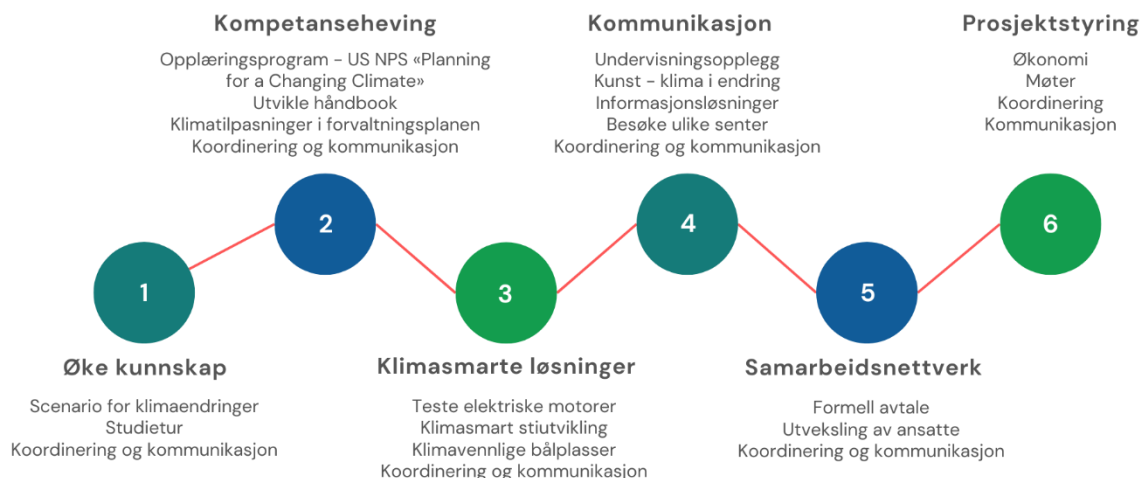 Kompetanseheving
Opplæringsprogram - US NPS «Planning
for a Changing Climate»
Utvikle håndbook
Klimatilpasninger i forvaltningsplanen
Koordinering og kommunikasjon
Kommunikasjon
Undervisningsopplegg
Kunst - klima i endring
Informasjonsløsninger
Besøke ulike senter
Koordinering og kommunikasjon
Prosjektstyring
Økonomi
Møter
Koordinering
Kommunikasjon
1
2
3
4
5
6
Øke kunnskap
Scenario for klimaendringer
Studietur
Koordinering og kommunikasjon
Klimasmarte løsninger
Teste elektriske motorer
Klimasmart stiutvikling
Klimavennlige bålplasser
Koordinering og kommunikasjon
Samarbeidsnettverk
Formell avtale
Utveksling av ansatte
Koordinering og kommunikasjon